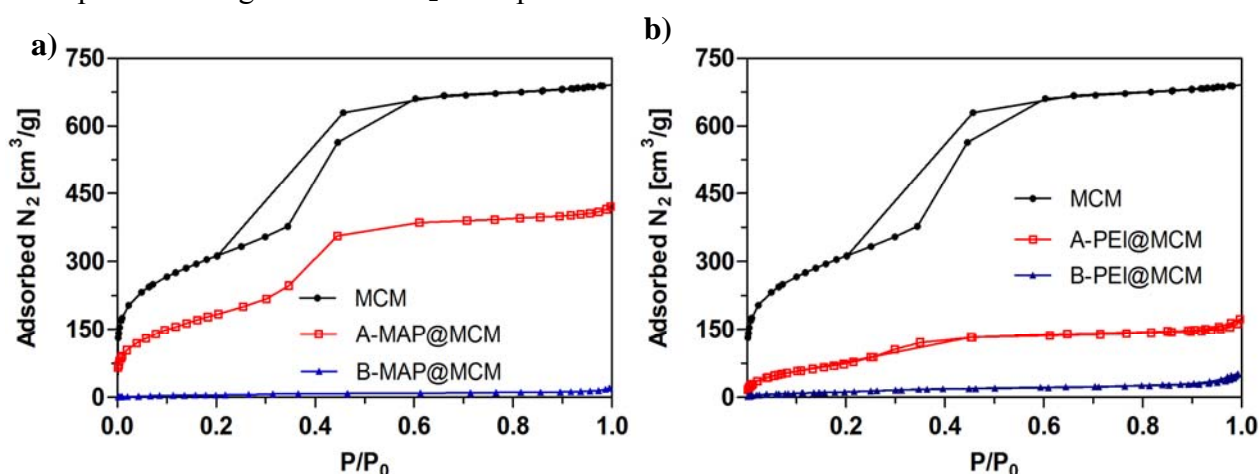 a)
750
600
450
300
150
0
Adsorbed N₂ [cm³/g]
MCM
A-MAP@MCM
B-MAP@MCM
0.0 0.2 0.4 0.6 0.8 1.0
P/P₀
b)
750
600
450
300
150
0
Adsorbed N₂ [cm³/g]
MCM
A-PEI@MCM
B-PEI@MCM
0.2 0.4 0.6 0.8 1.0
P/P₀